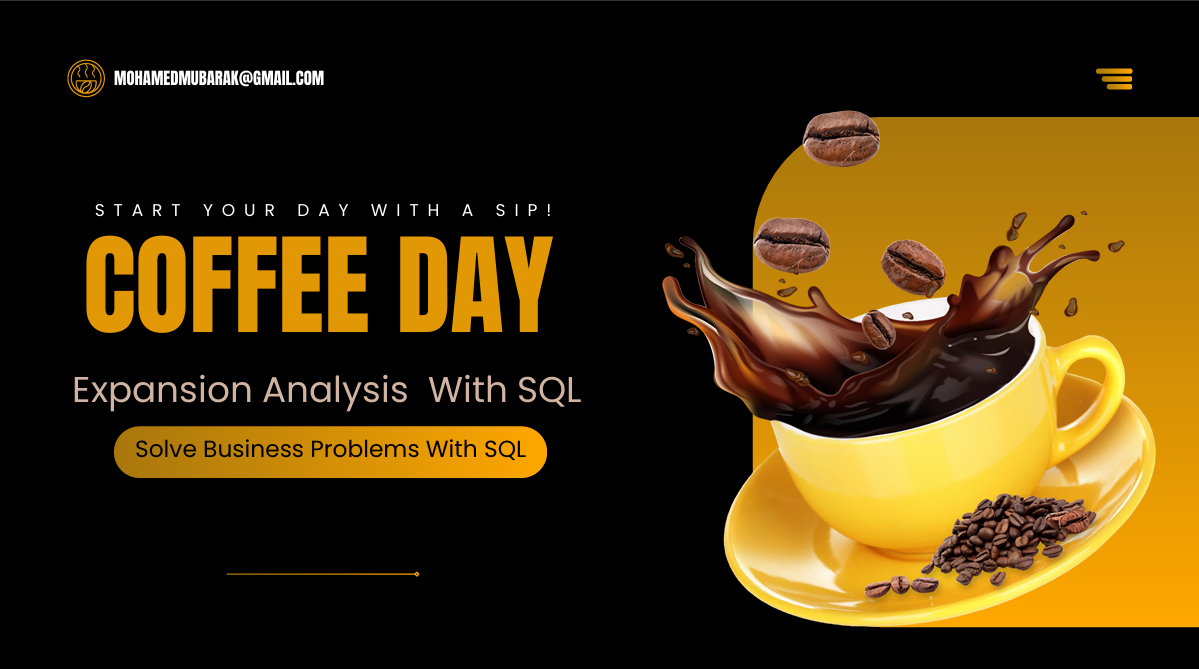 MOHAMEDMUBARAK@GMAIL.COM
START YOUR DAY WITH A SIP!
COFFEE DAY
Expansion Analysis  With SQL
Solve Business Problems With SQL